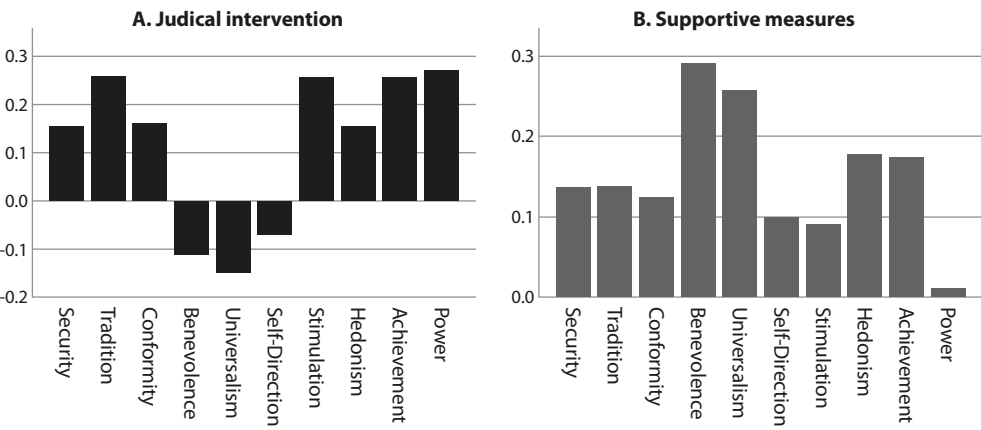 A. Judical intervention
0.3
0.2
0.1
0.0
-0.1
-0.2
Security
Tradition
Conformity
Benevolence
Universalism
Self-Direction
Stimulation
Hedonism
Achievement
Power
B. Supportive measures
0.3
0.2
0.1
0.0
Security
Tradition
Conformity
Benevolence
Universalism
Self-Direction
Stimulation
Hedonism
Achievement
Power